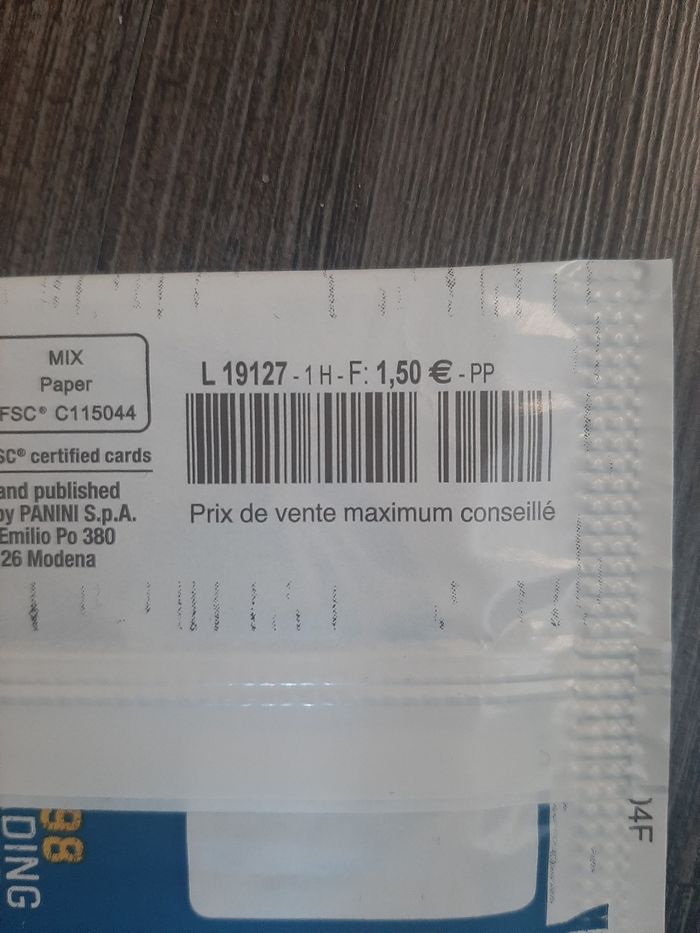 MIX
Paper
FSC® C115044
SC® certified cards
and published
by PANINI S.p.A.
Emilio Po 380
26 Modena
L 19127 - 1 H - F: 1,50 € - PP
Prix de vente maximum conseillé
)4F
98
DING